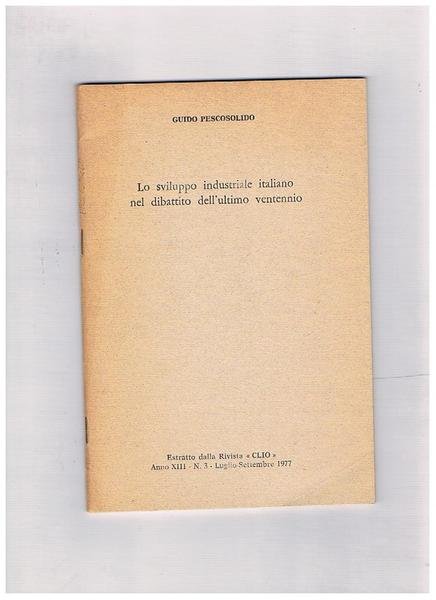 GUIDO PESCOSOLIDO
Lo sviluppo industriale italiano
nel dibattito dell'ultimo ventennio
Estratto dalla Rivista « CLIO »
Anno XIII - N. 3 - Luglio-Settembre 1977